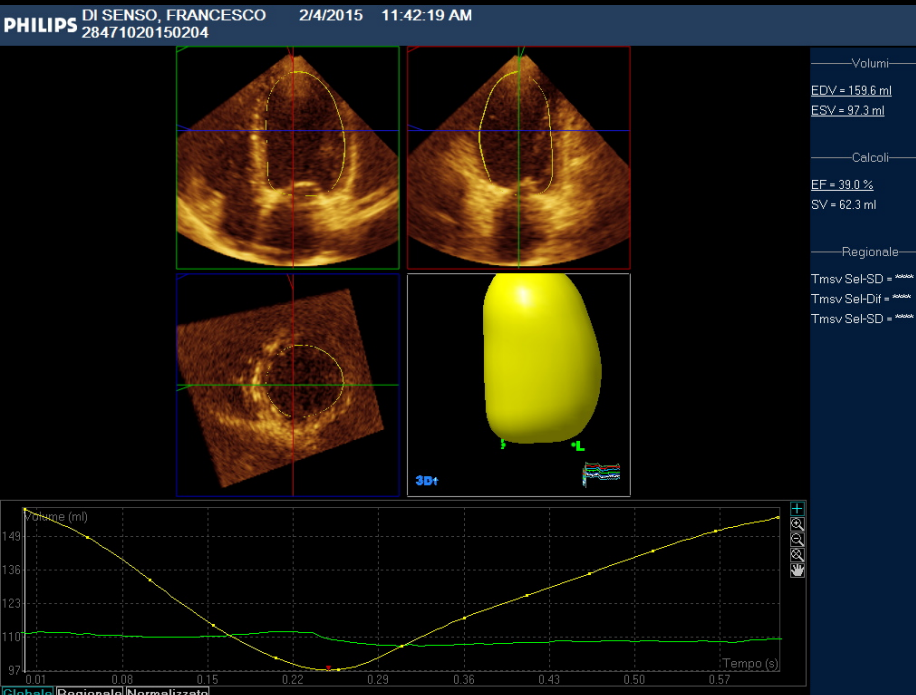 PHILIPS
DI SENSO, FRANCESCO 2/4/2015 11:42:19 AM
28471020150204
Volumi
EDV = 159.6 ml
ESV = 97.3 ml
Calcoli
EF = 39.0 %
SV = 62.3 ml
Regionale
Tmsv Sel-SD = ****
Tmsv Sel-Dif = ****
Tmsv Sel-SD = ****
S
L
3D
Volume (ml)
149
136
123
110
97
0.01 0.08 0.15 0.22 0.29 0.36 0.43 0.50 0.57
Tempo (s)
Globale Regionale Normalizzato